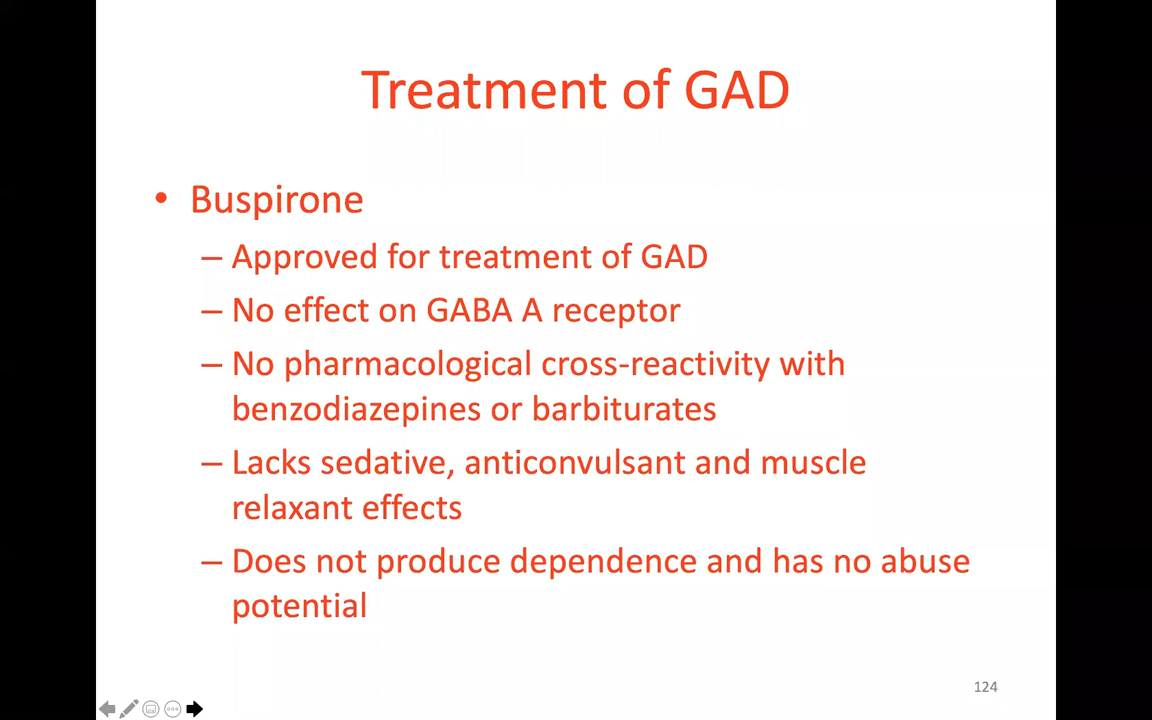 Treatment of GAD
• Buspirone
– Approved for treatment of GAD
– No effect on GABA A receptor
– No pharmacological cross-reactivity with
benzodiazepines or barbiturates
– Lacks sedative, anticonvulsant and muscle
relaxant effects
– Does not produce dependence and has no abuse
potential
124